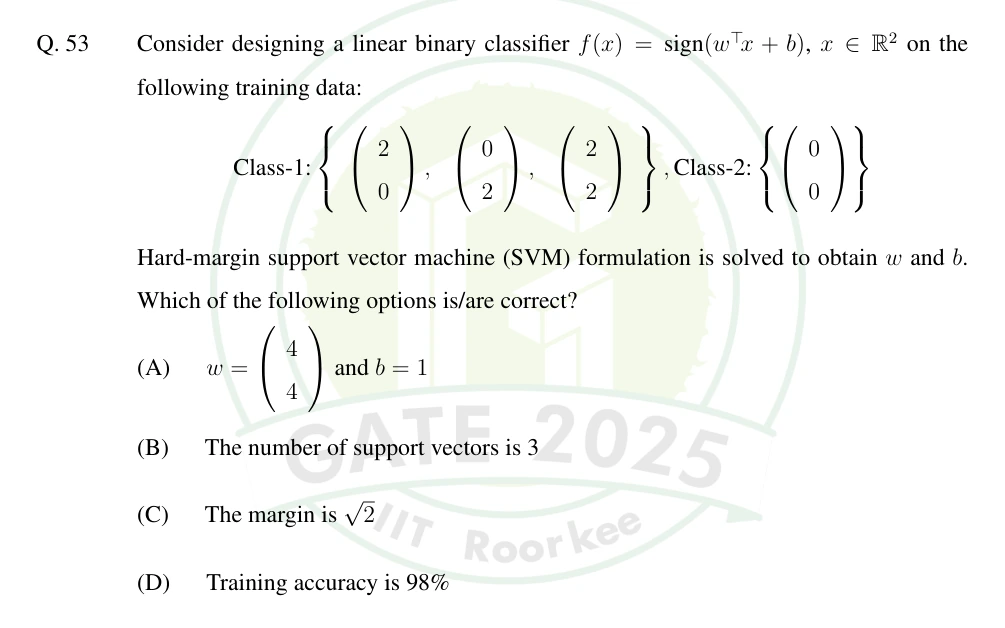 Q. 53 Consider designing a linear binary classifier f(x) = sign(w⊤x + b), x ∈ ℝ² on the
following training data:
Class-1: { ( 2 0 ) , ( 0 2 ) , ( 2 2 ) } , Class-2: { ( 0 0 ) }
Hard-margin support vector machine (SVM) formulation is solved to obtain w and b.
Which of the following options is/are correct?
(A) w = ( 4 4 ) and b = 1
(B) The number of support vectors is 3
(C) The margin is √2
(D) Training accuracy is 98%
GATE 2025
IIT Roorkee